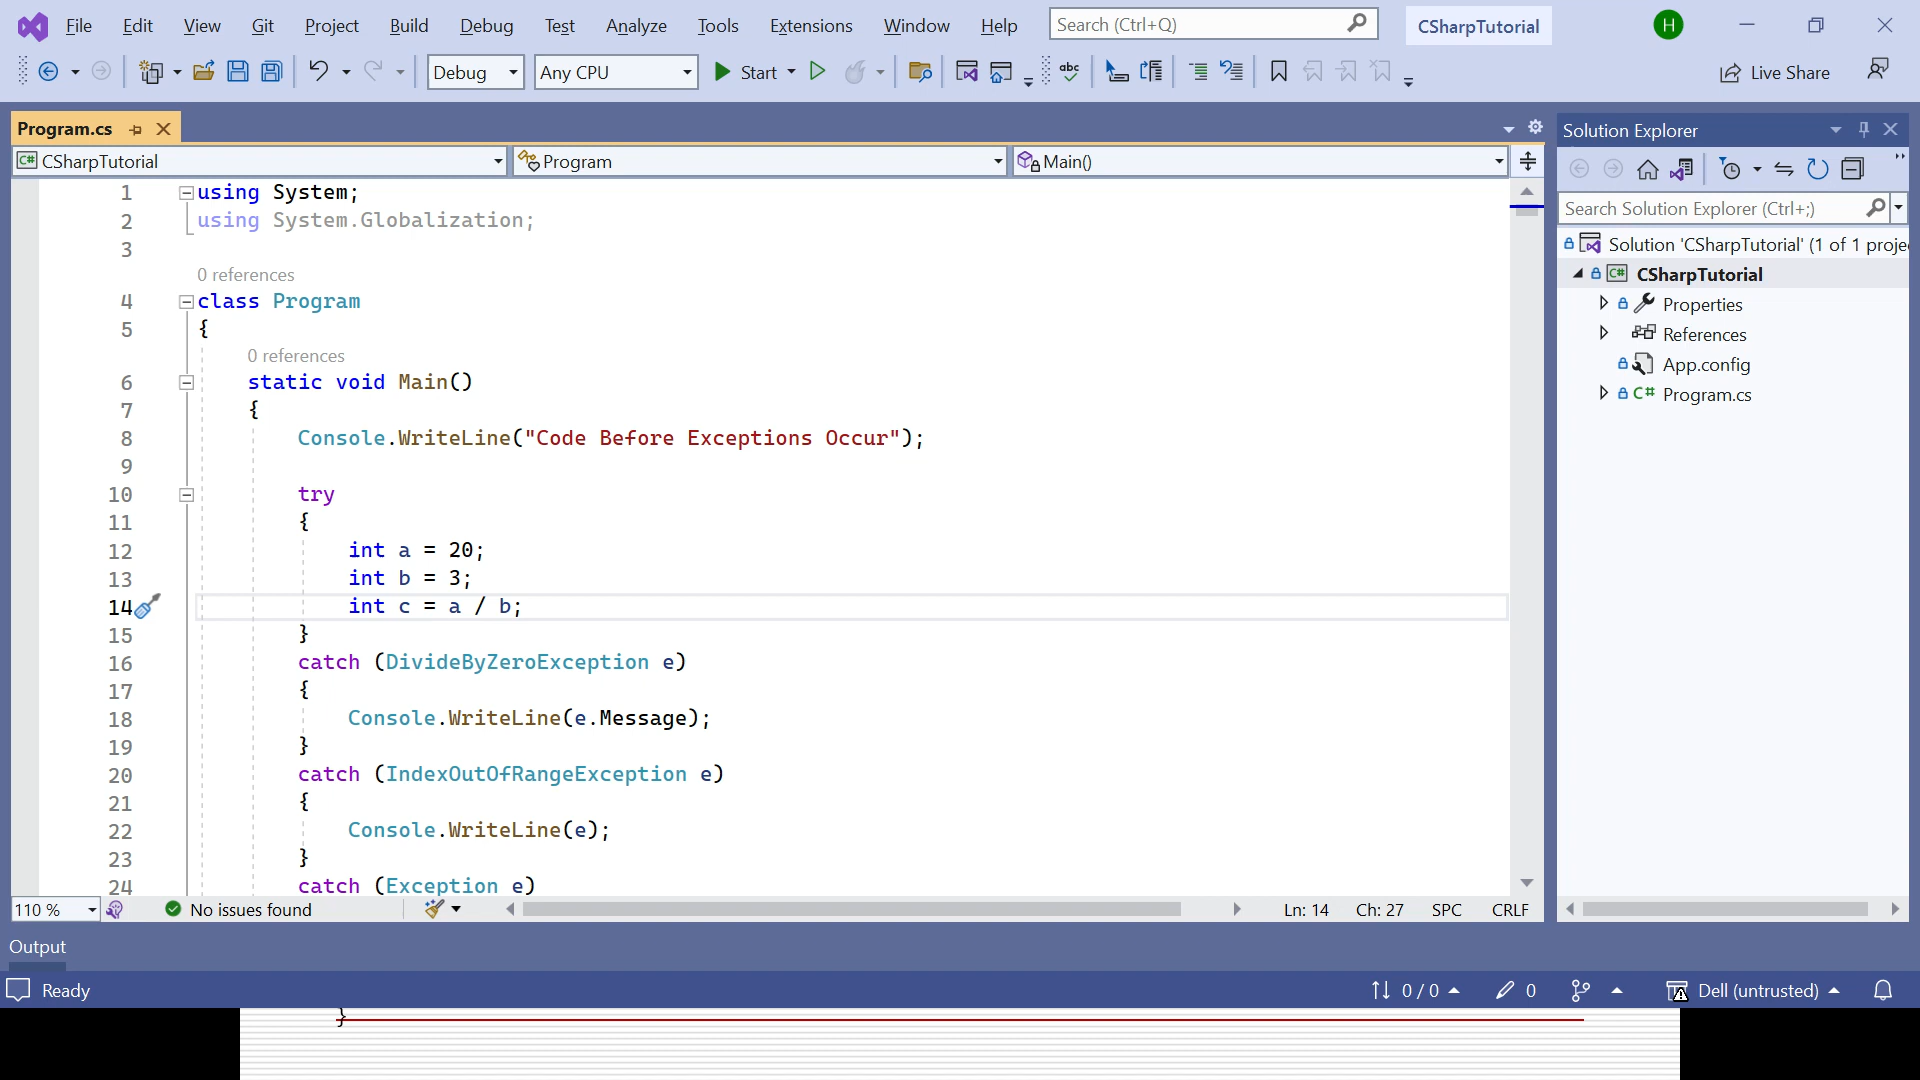 File Edit View Git Project Build Debug Test Analyze Tools Extensions Window Help Search (Ctrl+Q) CSharpTutorial H
Debug Any CPU Start abc Live Share
Program.cs
CSharpTutorial Program Main()
1 using System;
2 using System.Globalization;
3
0 references
4 class Program
5 {
0 references
6 static void Main()
7 {
8 Console.WriteLine("Code Before Exceptions Occur");
9
10 try
11 {
12 int a = 20;
13 int b = 3;
14 int c = a / b;
15 }
16 catch (DivideByZeroException e)
17 {
18 Console.WriteLine(e.Message);
19 }
20 catch (IndexOutOfRangeException e)
21 {
22 Console.WriteLine(e);
23 }
24 catch (Exception e)
110 % No issues found Ln: 14 Ch: 27 SPC CRLF
Solution Explorer
Search Solution Explorer (Ctrl+;)
Solution 'CSharpTutorial' (1 of 1 proje
C# CSharpTutorial
Properties
References
App.config
C# Program.cs
Output
Ready 0 / 0 0 Dell (untrusted)
}